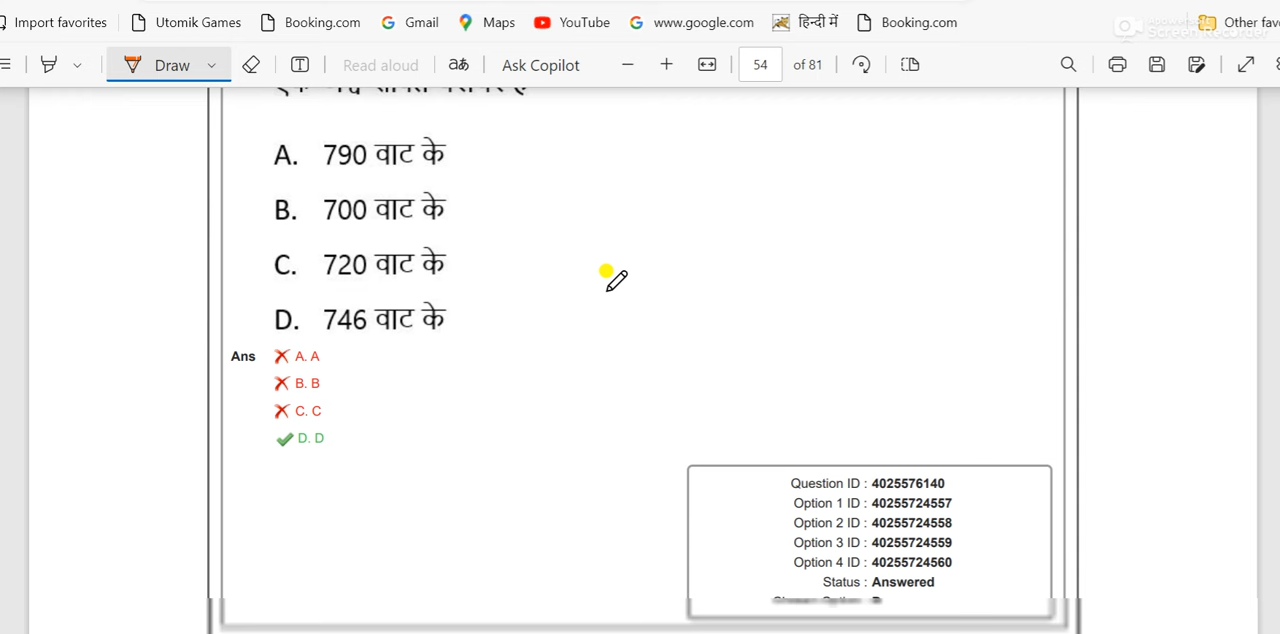 Import favorites Utomik Games Booking.com Gmail Maps YouTube www.google.com हिन्दी में Booking.com Other fav
Draw T Read aloud aあ Ask Copilot 54 of 81
A. 790 वाट के
B. 700 वाट के
C. 720 वाट के
D. 746 वाट के
Ans A. A
B. B
C. C
D. D
Question ID : 4025576140
Option 1 ID : 40255724557
Option 2 ID : 40255724558
Option 3 ID : 40255724559
Option 4 ID : 40255724560
Status : Answered